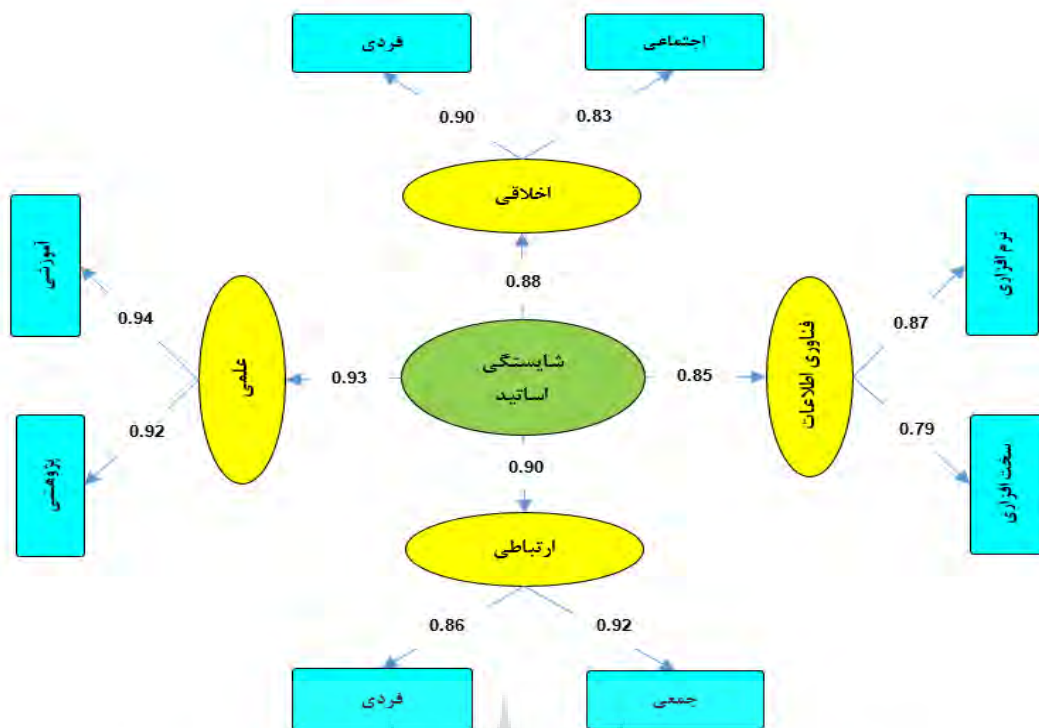 فردی
اجتماعی
0.90
0.83
اخلاقی
0.88
آموزشی
نرم افزاری
0.94
0.87
علمی
0.93
شایستگی
اساتید
0.85
فناوری اطلاعات
0.92
0.79
پژوهشی
سخت افزاری
0.90
ارتباطی
0.86
0.92
فردی
جمعی